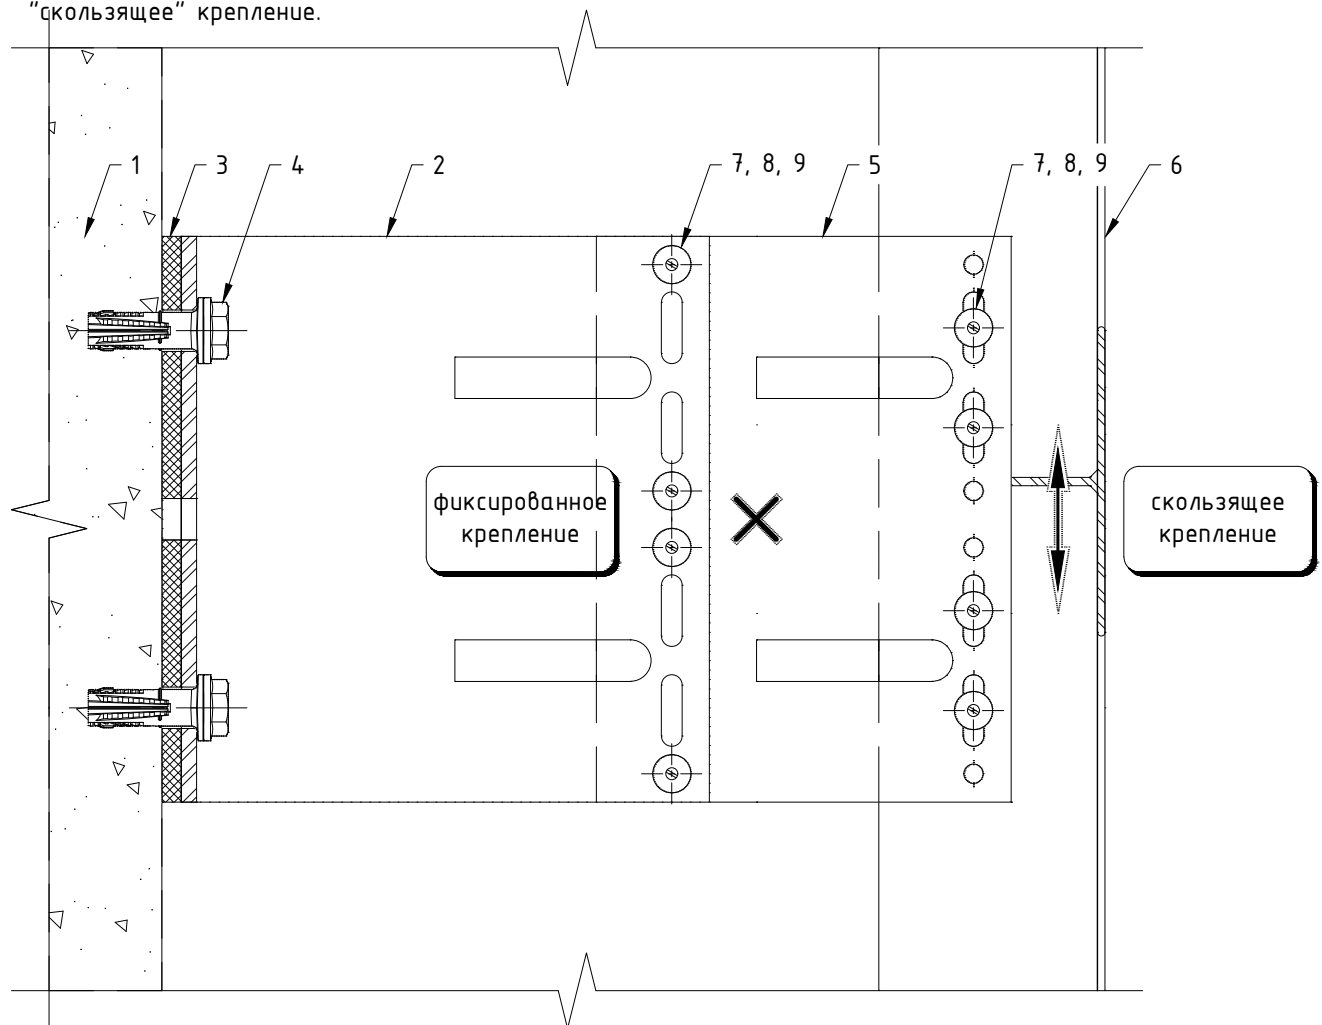 "скользящее" крепление.
1
3
4
2
7, 8, 9
5
7, 8, 9
6
фиксированное
крепление
скользящее
крепление